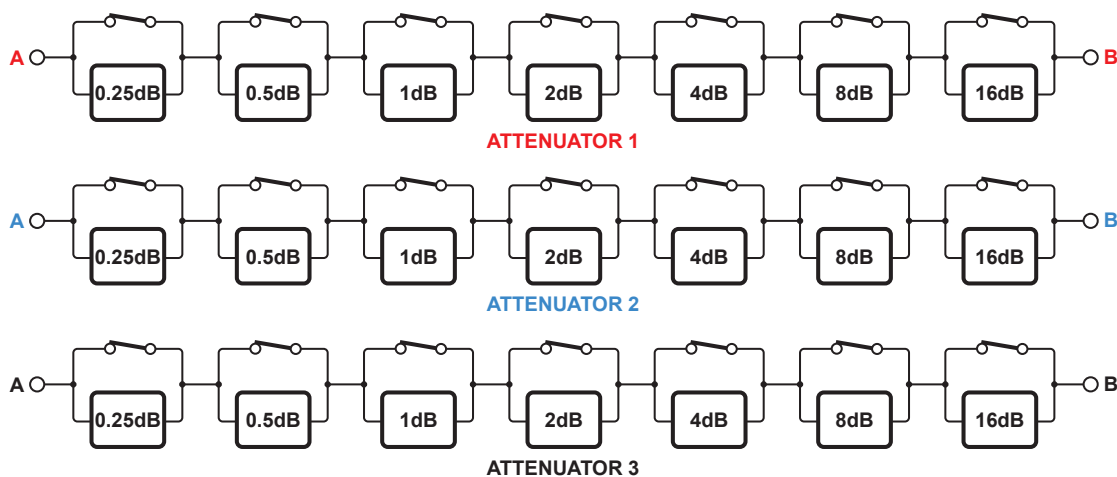 A 0.25dB 0.5dB 1dB 2dB 4dB 8dB 16dB B
ATTENUATOR 1
A 0.25dB 0.5dB 1dB 2dB 4dB 8dB 16dB B
ATTENUATOR 2
A 0.25dB 0.5dB 1dB 2dB 4dB 8dB 16dB B
ATTENUATOR 3